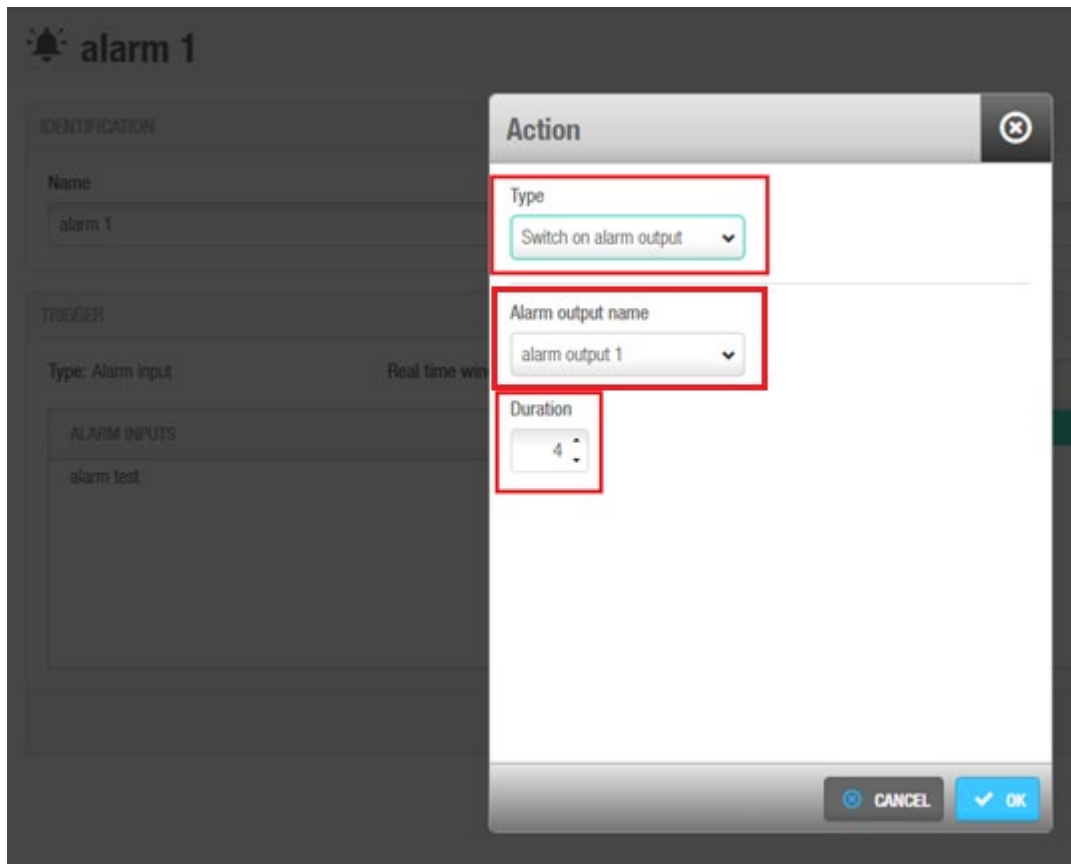 alarm 1
IDENTIFICATION
Name
alarm 1
TRIGGER
Type: Alarm input
Real time win
ALARM INPUTS
alarm test
Action
Type
Switch on alarm output
Alarm output name
alarm output 1
Duration
4
CANCEL
OK